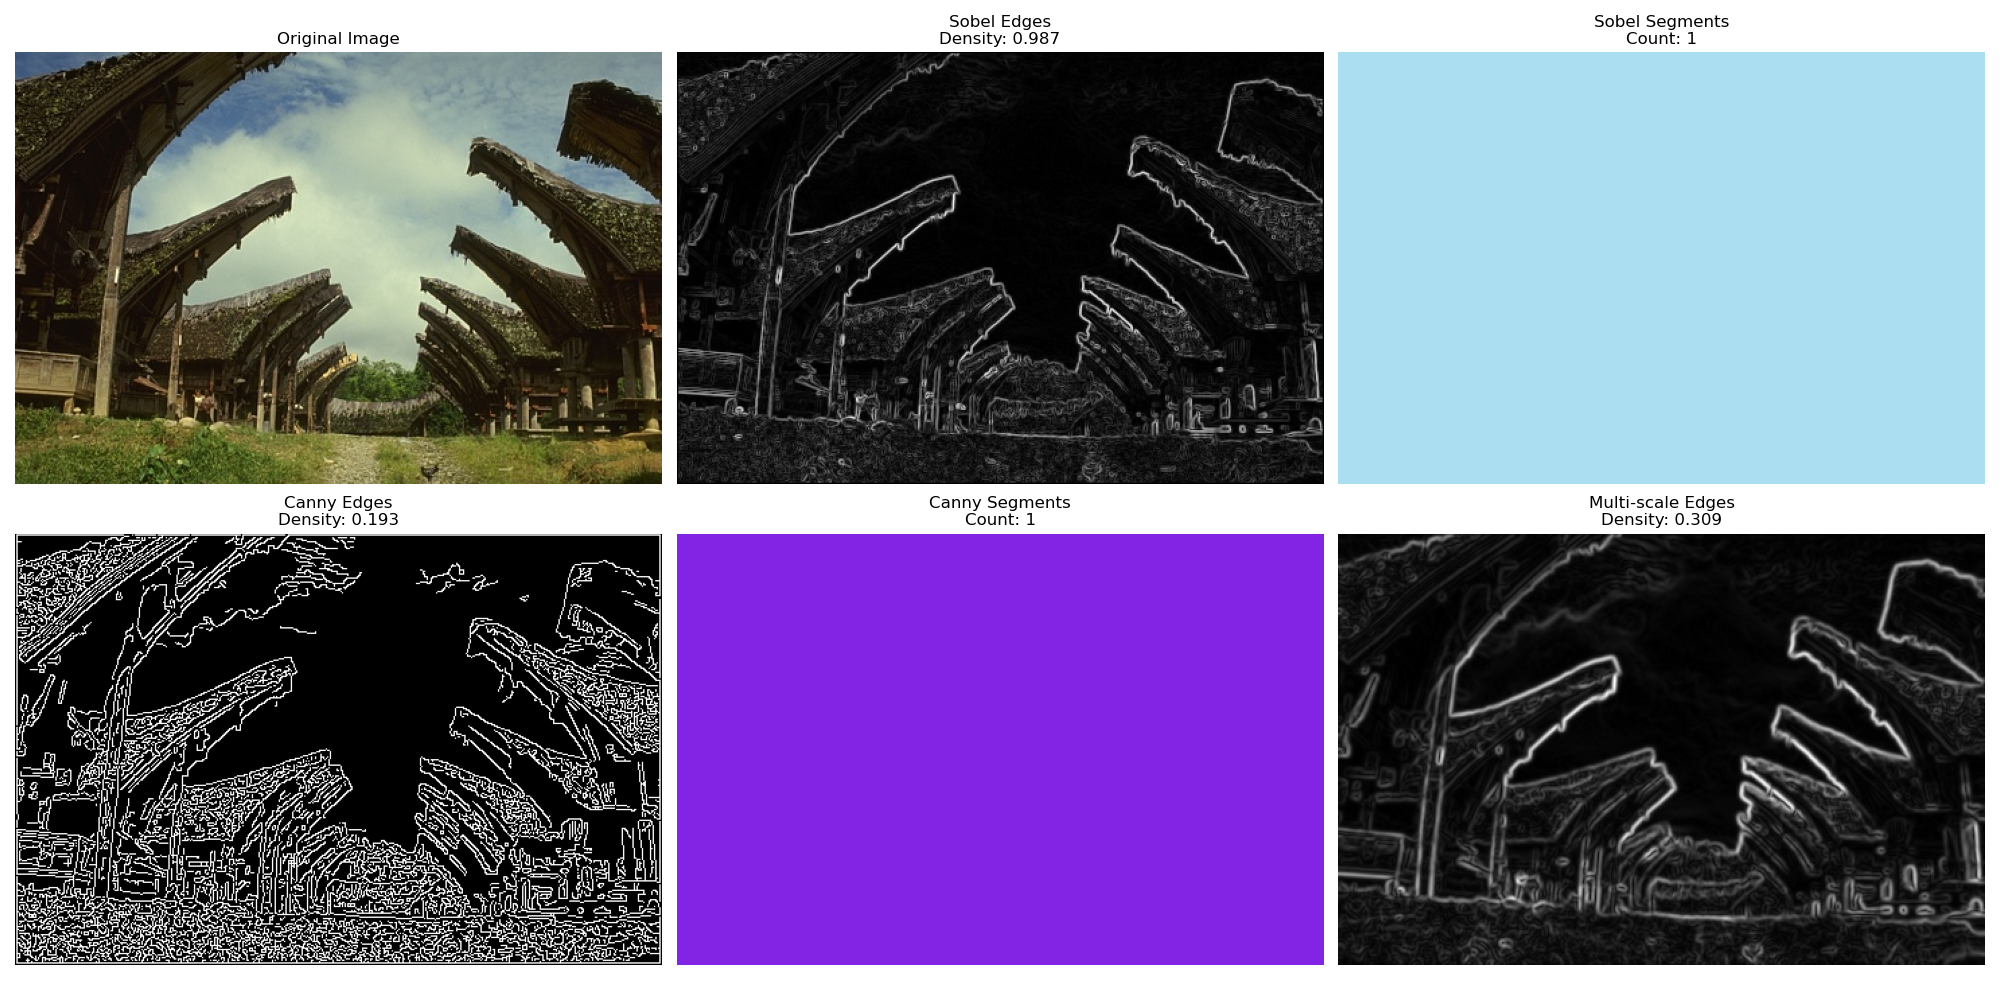 Original Image
Sobel Edges
Density: 0.987
Sobel Segments
Count: 1
Canny Edges
Density: 0.193
Canny Segments
Count: 1
Multi-scale Edges
Density: 0.309